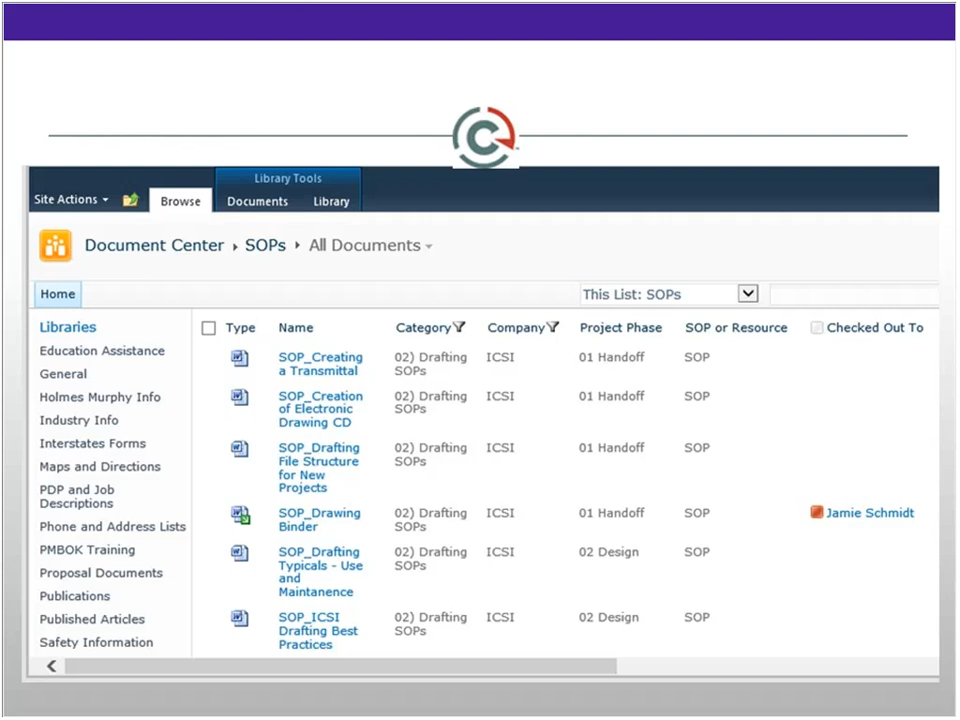 Library Tools
Site Actions
Browse
Documents
Library
Document Center
SOPs
All Documents
Home
This List: SOPs
Libraries
Education Assistance
General
Holmes Murphy Info
Industry Info
Interstates Forms
Maps and Directions
PDP and Job
Descriptions
Phone and Address Lists
PMBOK Training
Proposal Documents
Publications
Published Articles
Safety Information
Type Name Category Company Project Phase SOP or Resource Checked Out To
SOP_Creating 02) Drafting ICSI 01 Handoff SOP
a Transmittal SOPs
SOP_Creation 02) Drafting ICSI 01 Handoff SOP
of Electronic SOPs
Drawing CD
SOP_Drafting 02) Drafting ICSI 01 Handoff SOP
File Structure SOPs
for New
Projects
SOP_Drawing 02) Drafting ICSI 01 Handoff SOP Jamie Schmidt
Binder SOPs
SOP_Drafting 02) Drafting ICSI 02 Design SOP
Typicals - Use SOPs
and
Maintanence
SOP_ICSI 02) Drafting ICSI 02 Design SOP
Drafting Best SOPs
Practices